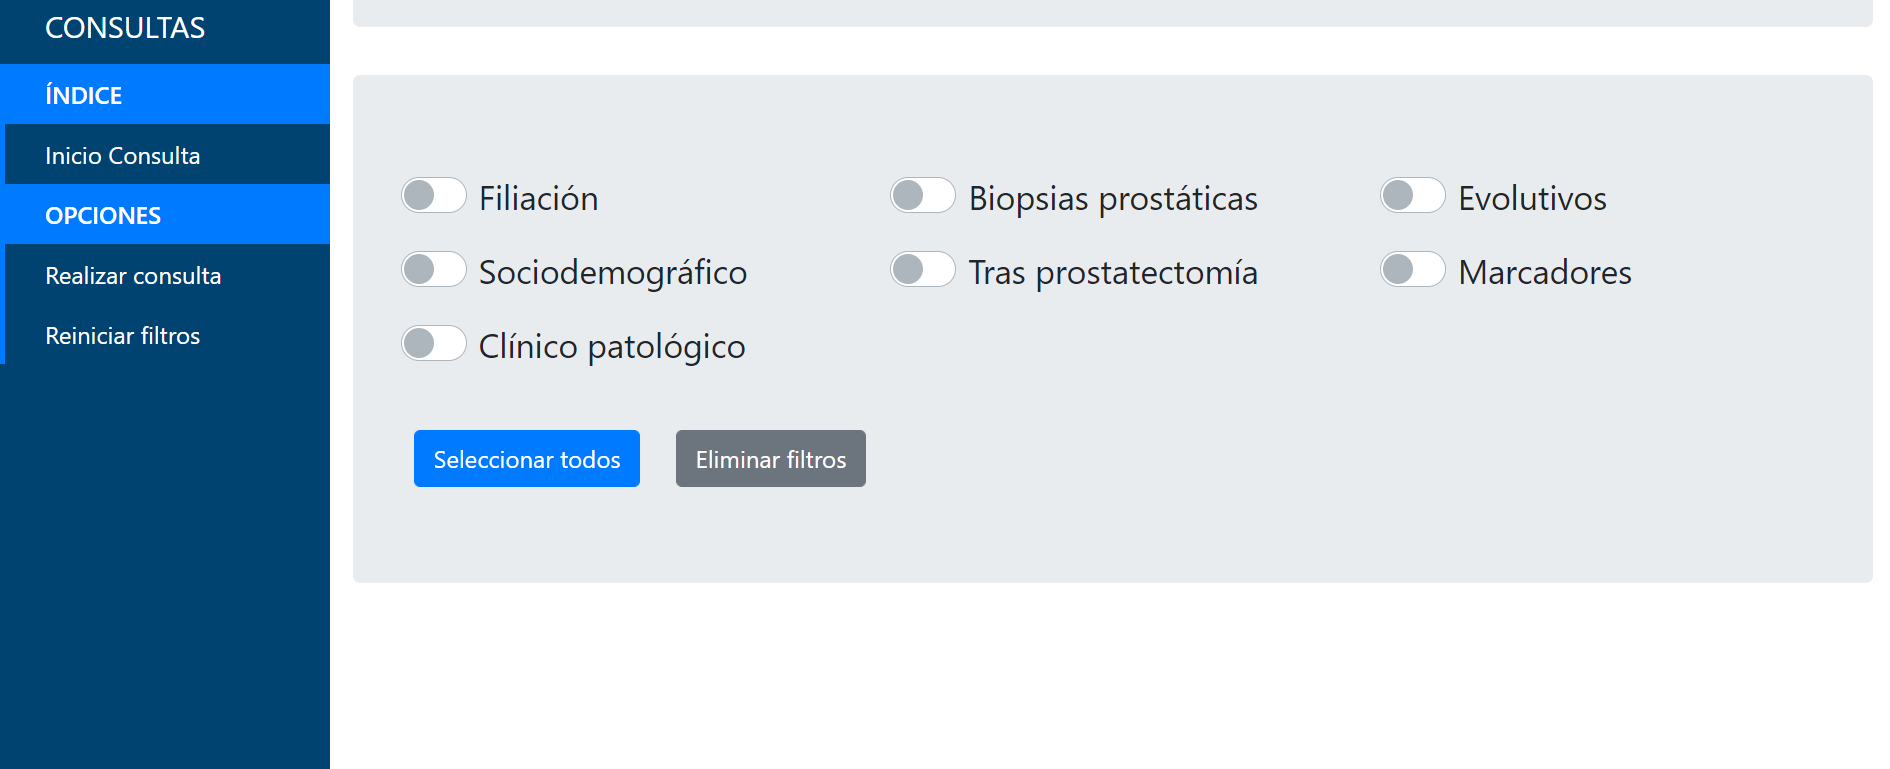 CONSULTAS
ÍNDICE
Inicio Consulta
OPCIONES
Realizar consulta
Reiniciar filtros
Filiación
Biopsias prostáticas
Evolutivos
Sociodemográfico
Tras prostatectomía
Marcadores
Clínico patológico
Seleccionar todos
Eliminar filtros